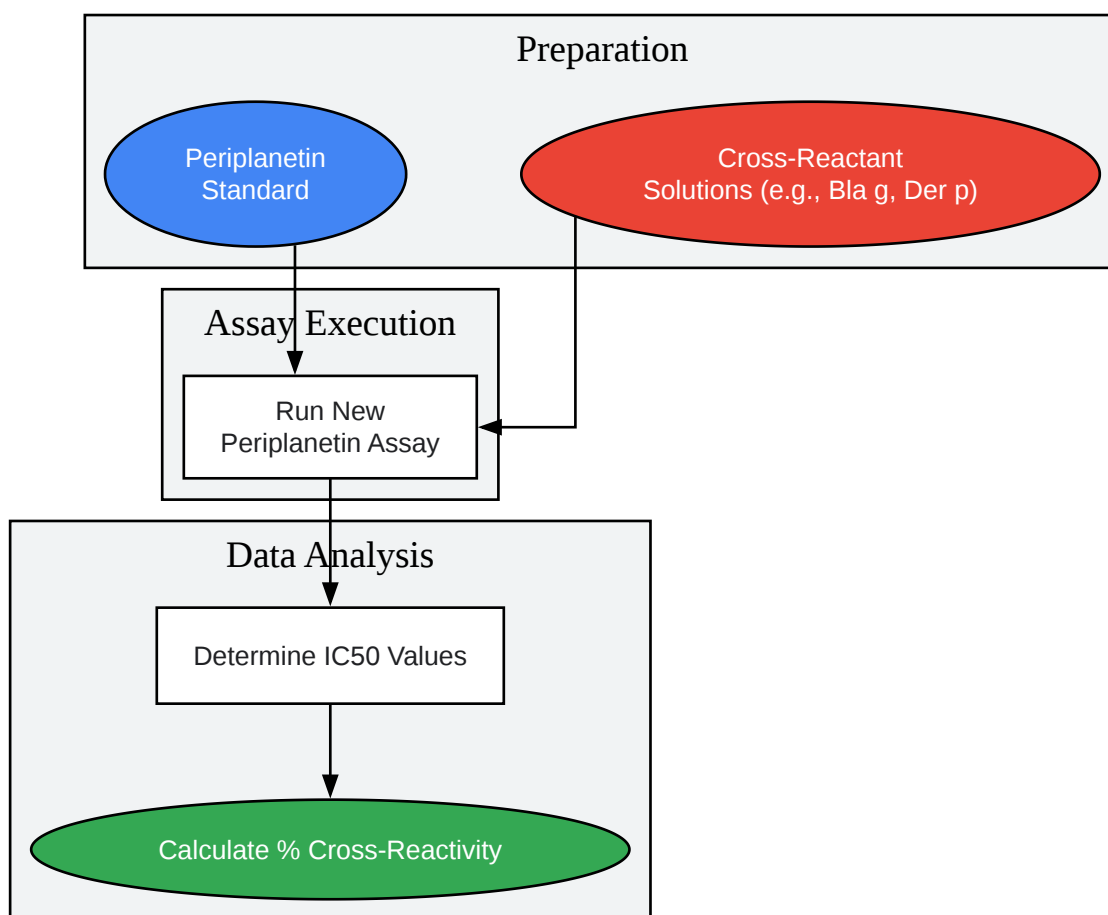 Preparation
Periplanetin
Standard
Cross-Reactant
Solutions (e.g., Bla g, Der p)
Assay Execution
Run New
Periplanetin Assay
Data Analysis
Determine IC50 Values
Calculate % Cross-Reactivity